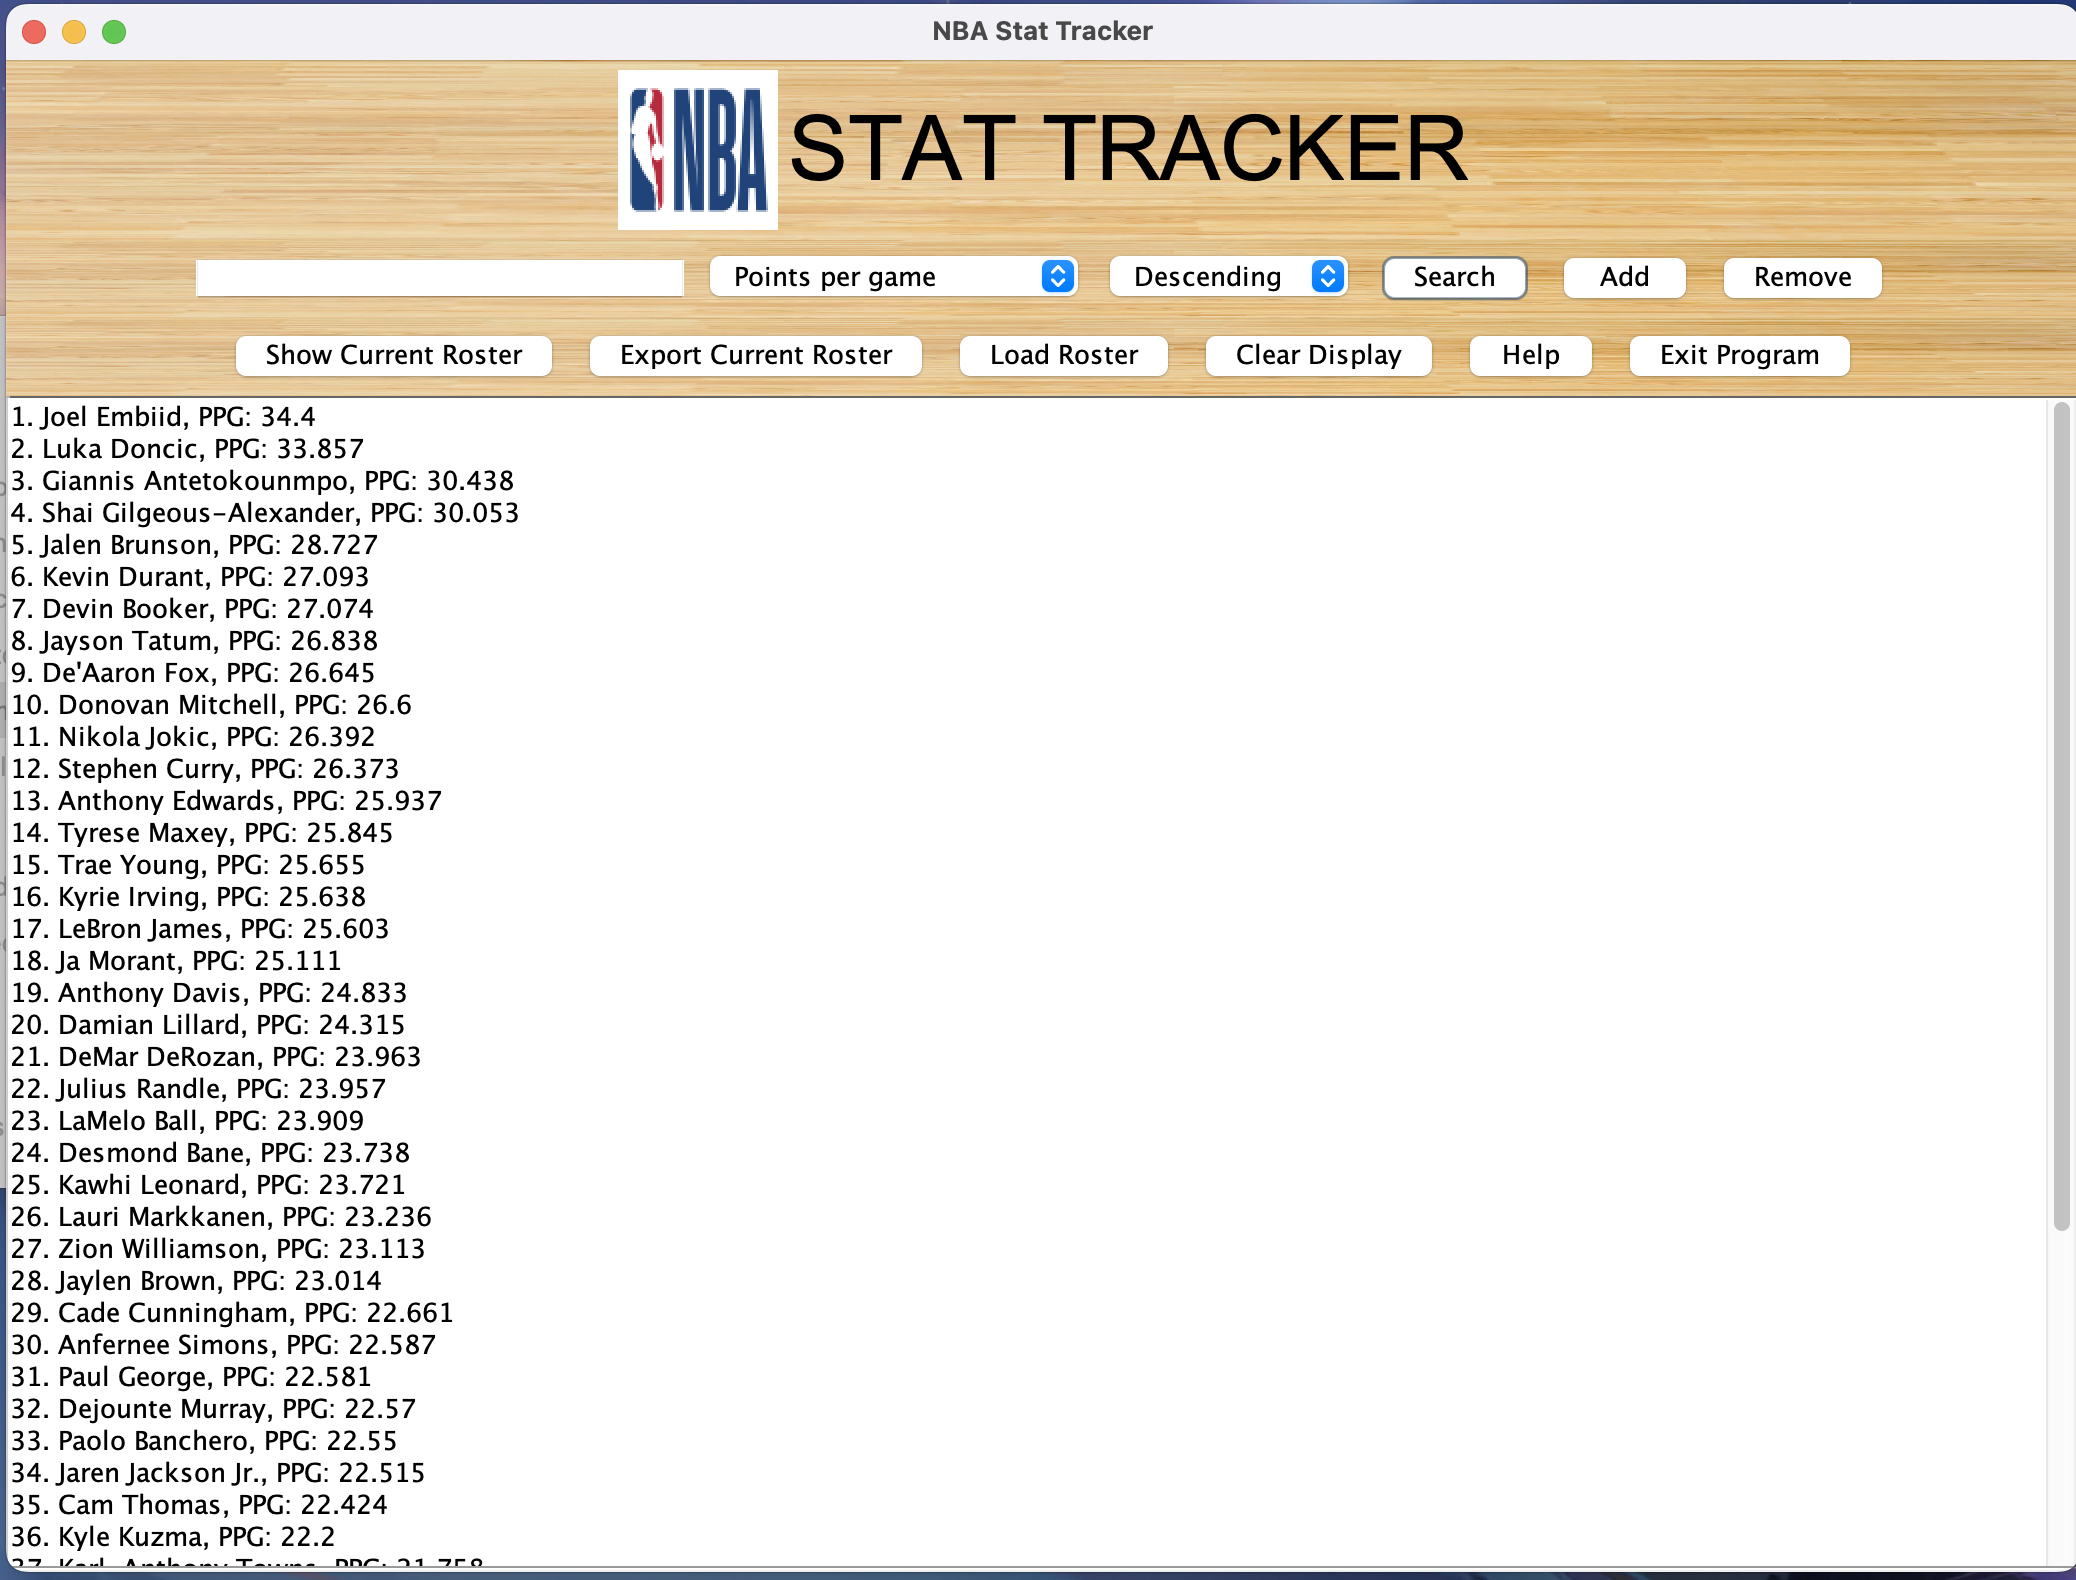 NBA Stat Tracker
NBA STAT TRACKER
Points per game Descending Search Add Remove
Show Current Roster Export Current Roster Load Roster Clear Display Help Exit Program
1. Joel Embiid, PPG: 34.4
2. Luka Doncic, PPG: 33.857
3. Giannis Antetokounmpo, PPG: 30.438
4. Shai Gilgeous-Alexander, PPG: 30.053
5. Jalen Brunson, PPG: 28.727
6. Kevin Durant, PPG: 27.093
7. Devin Booker, PPG: 27.074
8. Jayson Tatum, PPG: 26.838
9. De'Aaron Fox, PPG: 26.645
10. Donovan Mitchell, PPG: 26.6
11. Nikola Jokic, PPG: 26.392
12. Stephen Curry, PPG: 26.373
13. Anthony Edwards, PPG: 25.937
14. Tyrese Maxey, PPG: 25.845
15. Trae Young, PPG: 25.655
16. Kyrie Irving, PPG: 25.638
17. LeBron James, PPG: 25.603
18. Ja Morant, PPG: 25.111
19. Anthony Davis, PPG: 24.833
20. Damian Lillard, PPG: 24.315
21. DeMar DeRozan, PPG: 23.963
22. Julius Randle, PPG: 23.957
23. LaMelo Ball, PPG: 23.909
24. Desmond Bane, PPG: 23.738
25. Kawhi Leonard, PPG: 23.721
26. Lauri Markkanen, PPG: 23.236
27. Zion Williamson, PPG: 23.113
28. Jaylen Brown, PPG: 23.014
29. Cade Cunningham, PPG: 22.661
30. Anfernee Simons, PPG: 22.587
31. Paul George, PPG: 22.581
32. Dejounte Murray, PPG: 22.57
33. Paolo Banchero, PPG: 22.55
34. Jaren Jackson Jr., PPG: 22.515
35. Cam Thomas, PPG: 22.424
36. Kyle Kuzma, PPG: 22.2
37. Karl-Anthony Towns, PPG: 21.758